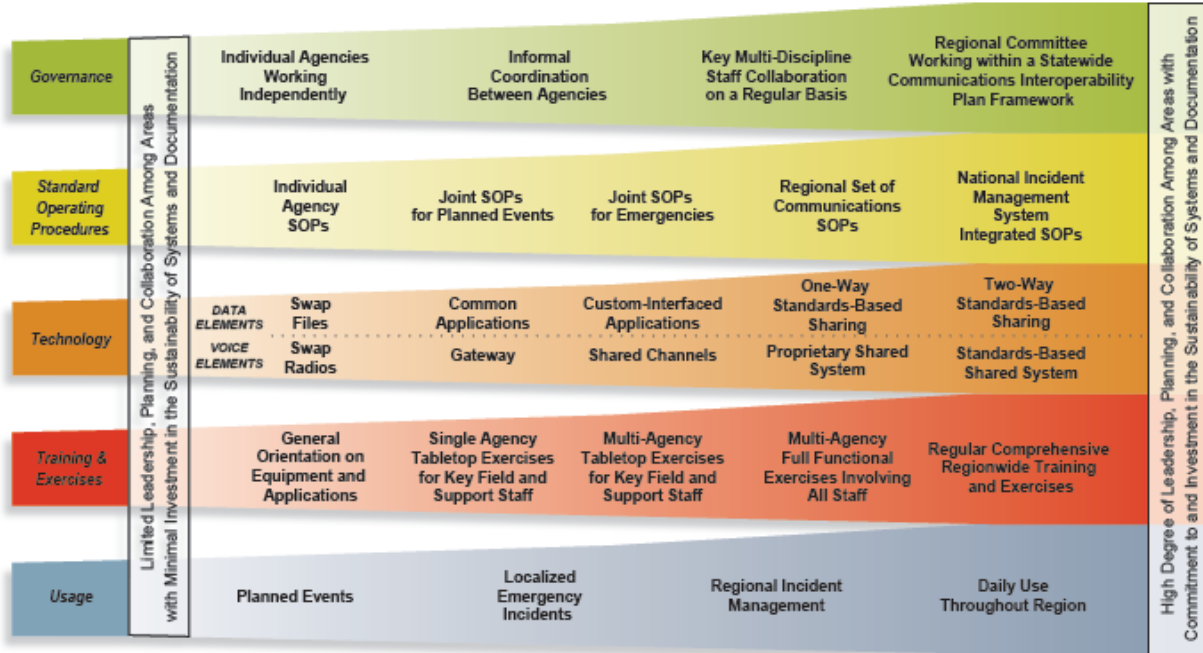 Limited Leadership, Planning, and Collaboration Among Areas
with Minimal Investment in the Sustainability of Systems and Documentation
Governance
Individual Agencies
Working
Independently
Informal
Coordination
Between Agencies
Key Multi-Discipline
Staff Collaboration
on a Regular Basis
Regional Committee
Working within a Statewide
Communications Interoperability
Plan Framework
Standard
Operating
Procedures
Individual
Agency
SOPs
Joint SOPs
for Planned Events
Joint SOPs
for Emergencies
Regional Set of
Communications
SOPs
National Incident
Management
System
Integrated SOPs
Technology
DATA
ELEMENTS
Swap
Files
Common
Applications
Custom-Interfaced
Applications
One-Way
Standards-Based
Sharing
Two-Way
Standards-Based
Sharing
VOICE
ELEMENTS
Swap
Radios
Gateway
Shared Channels
Proprietary Shared
System
Standards-Based
Shared System
Training &
Exercises
General
Orientation on
Equipment and
Applications
Single Agency
Tabletop Exercises
for Key Field and
Support Staff
Multi-Agency
Tabletop Exercises
for Key Field and
Support Staff
Multi-Agency
Full Functional
Exercises Involving
All Staff
Regular Comprehensive
Regionwide Training
and Exercises
Usage
Planned Events
Localized
Emergency
Incidents
Regional Incident
Management
Daily Use
Throughout Region
High Degree of Leadership, Planning, and Collaboration Among Areas with
Commitment to and Investment in the Sustainability of Systems and Documentation